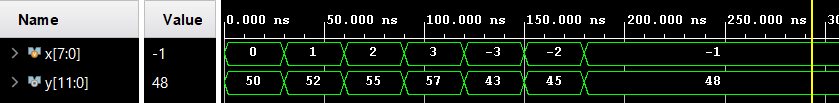 Name Value 0.000 ns 50.000 ns 100.000 ns 150.000 ns 200.000 ns 250.000 ns
x[7:0] -1 0 1 2 3 -3 -2 -1
y[11:0] 48 50 52 55 57 43 45 48